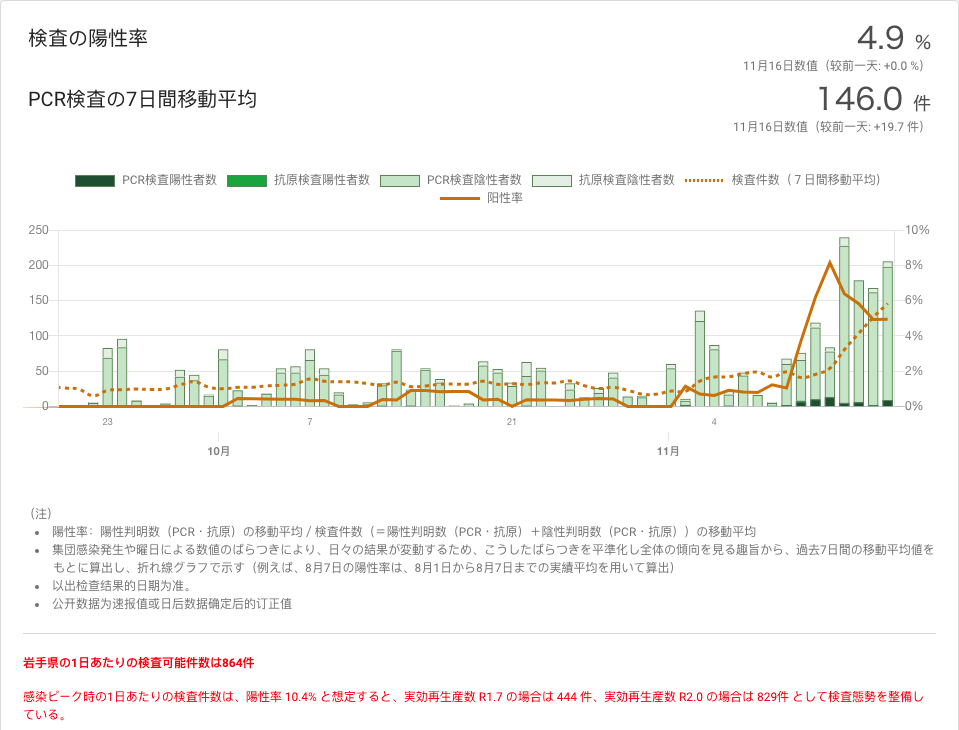 検査の陽性率
4.9 %
11月16日数值（较前一天: +0.0 %）
PCR検査の7日間移動平均
146.0 件
11月16日数值（较前一天: +19.7 件）
PCR検査陽性者数 抗原検査陽性者数 PCR検査陰性者数 抗原検査陰性者数 検査件数（７日間移動平均）
阳性率
250 10%
200 8%
150 6%
100 4%
50 2%
0 0%
23 7 21 4
10月 11月
（注）
• 陽性率：陽性判明数（PCR・抗原）の移動平均 / 検査件数（＝陽性判明数（PCR・抗原）＋陰性判明数（PCR・抗原））の移動平均
• 集団感染発生や曜日による数値のばらつきにより、日々の結果が変動するため、こうしたばらつきを平準化し全体の傾向を見る趣旨から、過去7日間の移動平均値を
もとに算出し、折れ線グラフで示す（例えば、8月7日の陽性率は、8月1日から8月7日までの実績平均を用いて算出）
• 以出检查结果的日期为准。
• 公开数据为速报值或日后数据确定后的订正值
岩手県の1日あたりの検査可能件数は864件
感染ピーク時の1日あたりの検査件数は、陽性率 10.4% と想定すると、実効再生産数 R1.7 の場合は 444 件、実効再生産数 R2.0 の場合は 829件 として検査態勢を整備し
ている。